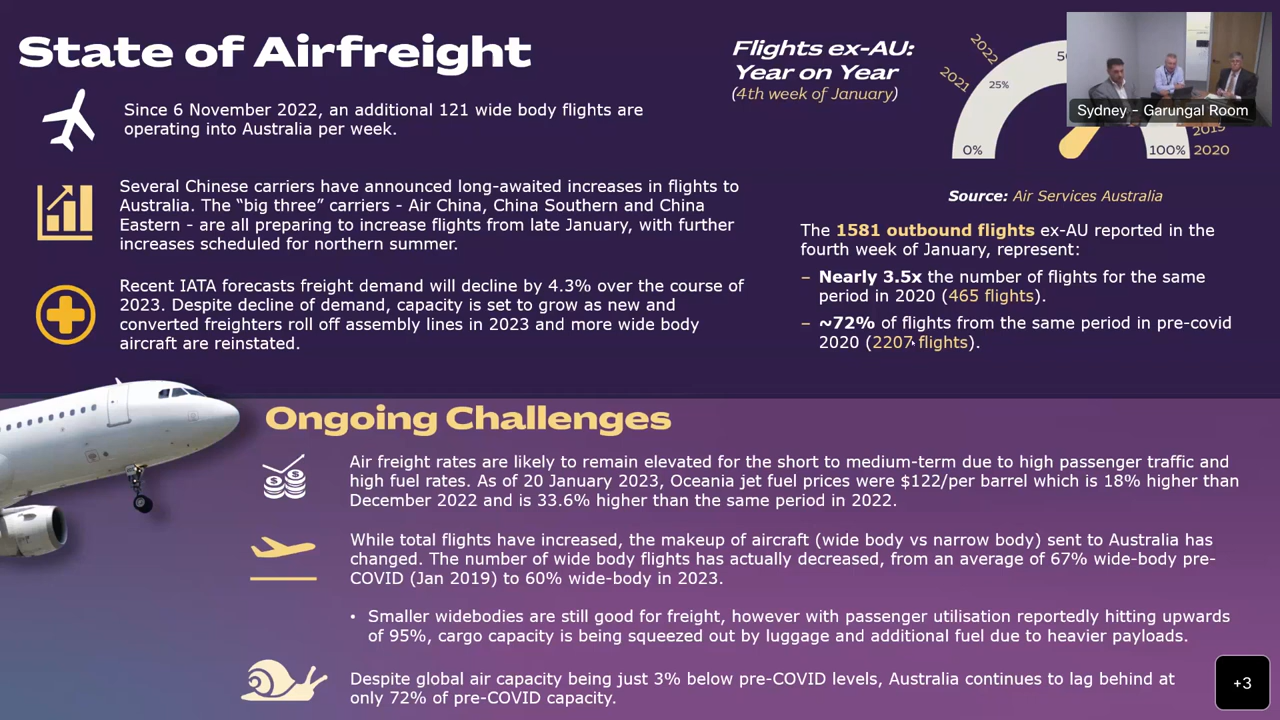 State of Airfreight
Since 6 November 2022, an additional 121 wide body flights are
operating into Australia per week.
Several Chinese carriers have announced long-awaited increases in flights to
Australia. The “big three” carriers - Air China, China Southern and China
Eastern - are all preparing to increase flights from late January, with further
increases scheduled for northern summer.
Recent IATA forecasts freight demand will decline by 4.3% over the course of
2023. Despite decline of demand, capacity is set to grow as new and
converted freighters roll off assembly lines in 2023 and more wide body
aircraft are reinstated.
Flights ex-AU:
Year on Year
(4th week of January)
2022
2021
25%
0%
100%
2019
2020
Sydney - Garungal Room
Source: Air Services Australia
The 1581 outbound flights ex-AU reported in the
fourth week of January, represent:
– Nearly 3.5x the number of flights for the same
period in 2020 (465 flights).
– ~72% of flights from the same period in pre-covid
2020 (2207 flights).
Ongoing Challenges
Air freight rates are likely to remain elevated for the short to medium-term due to high passenger traffic and
high fuel rates. As of 20 January 2023, Oceania jet fuel prices were $122/per barrel which is 18% higher than
December 2022 and is 33.6% higher than the same period in 2022.
While total flights have increased, the makeup of aircraft (wide body vs narrow body) sent to Australia has
changed. The number of wide body flights has actually decreased, from an average of 67% wide-body pre-
COVID (Jan 2019) to 60% wide-body in 2023.
• Smaller widebodies are still good for freight, however with passenger utilisation reportedly hitting upwards
of 95%, cargo capacity is being squeezed out by luggage and additional fuel due to heavier payloads.
Despite global air capacity being just 3% below pre-COVID levels, Australia continues to lag behind at
only 72% of pre-COVID capacity.
+3